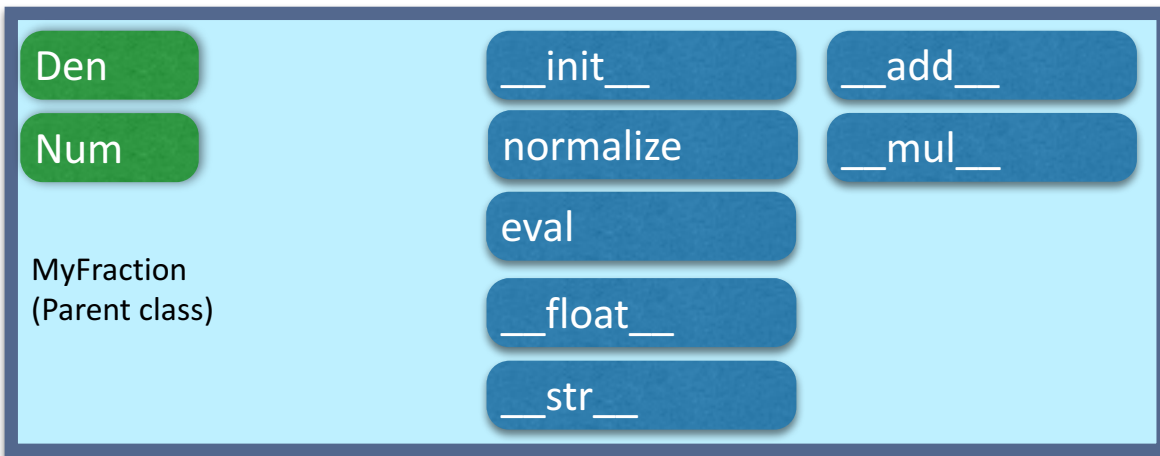 Den
Num
MyFraction
(Parent class)
__init__
normalize
eval
__float__
__str__
__add__
__mul__